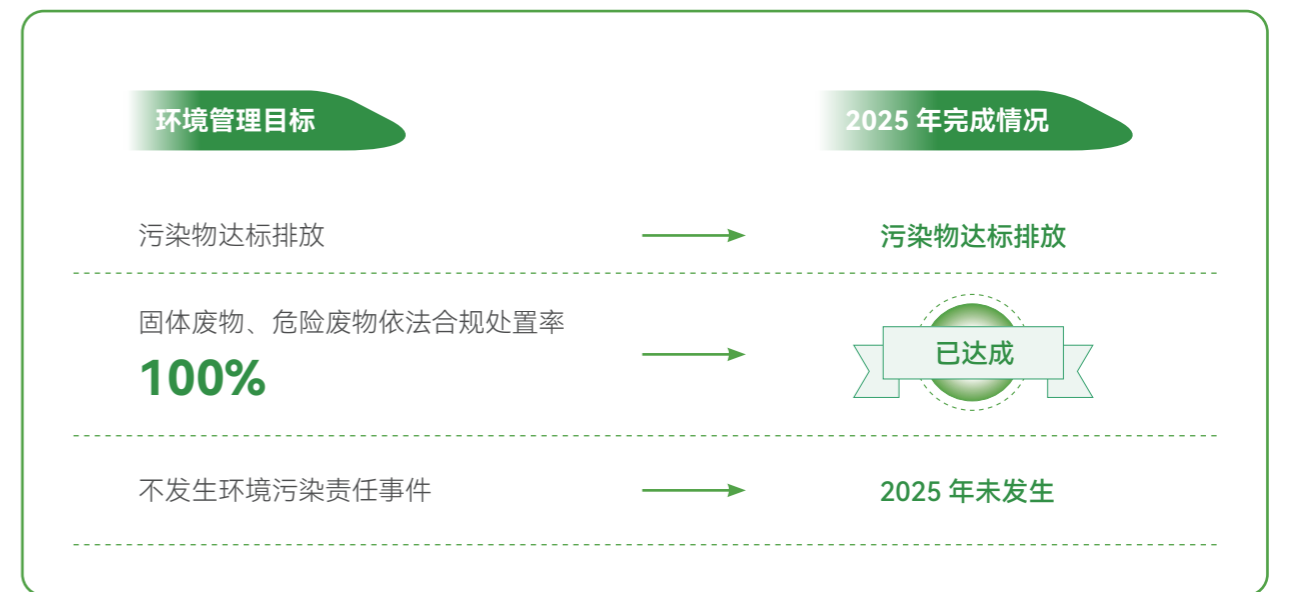 环境管理目标
2025 年完成情况
污染物达标排放
污染物达标排放
固体废物、危险废物依法合规处置率
100%
已达成
不发生环境污染责任事件
2025 年未发生